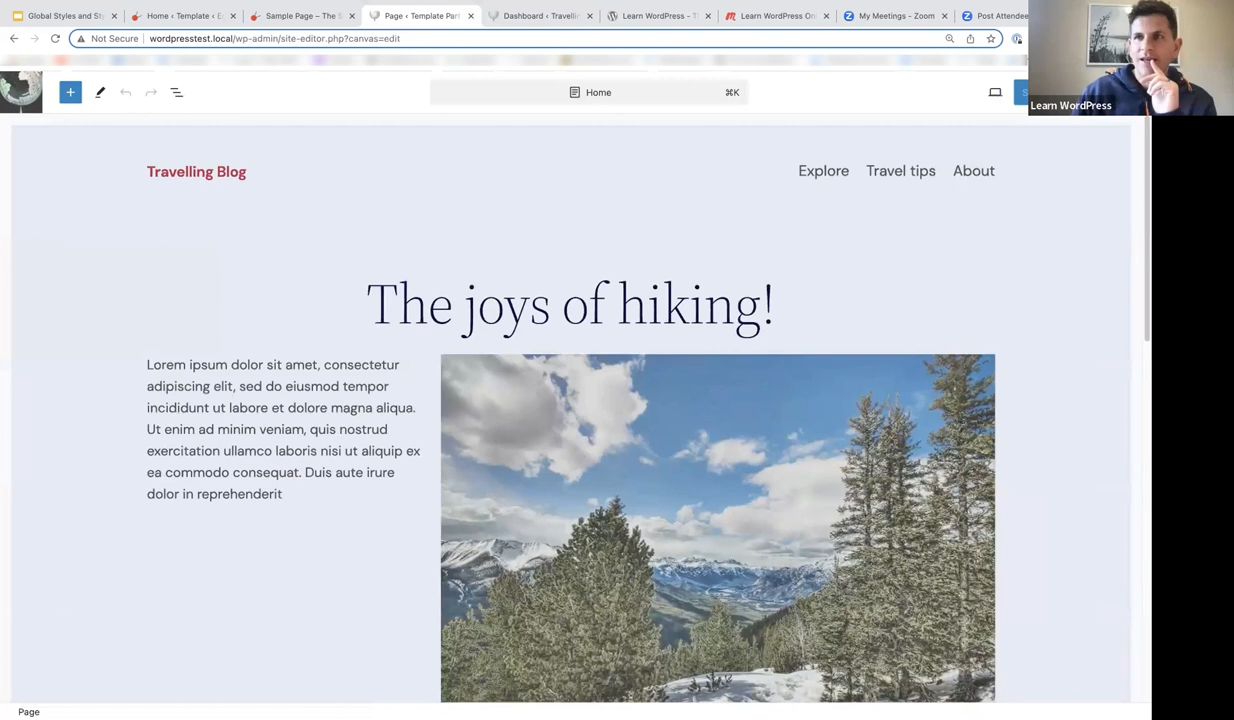 Global Styles and Sty
Home ‹ Template ‹ E
Sample Page – The S
Page ‹ Template Par
Dashboard ‹ Travellin
Learn WordPress - T
Learn WordPress On
My Meetings - Zoom
Post Attendee
Not Secure
wordpresstest.local/wp-admin/site-editor.php?canvas=edit
Home
⌘K
Learn WordPress
Travelling Blog
Explore
Travel tips
About
The joys of hiking!
Lorem ipsum dolor sit amet, consectetur
adipiscing elit, sed do eiusmod tempor
incididunt ut labore et dolore magna aliqua.
Ut enim ad minim veniam, quis nostrud
exercitation ullamco laboris nisi ut aliquip ex
ea commodo consequat. Duis aute irure
dolor in reprehenderit
Page